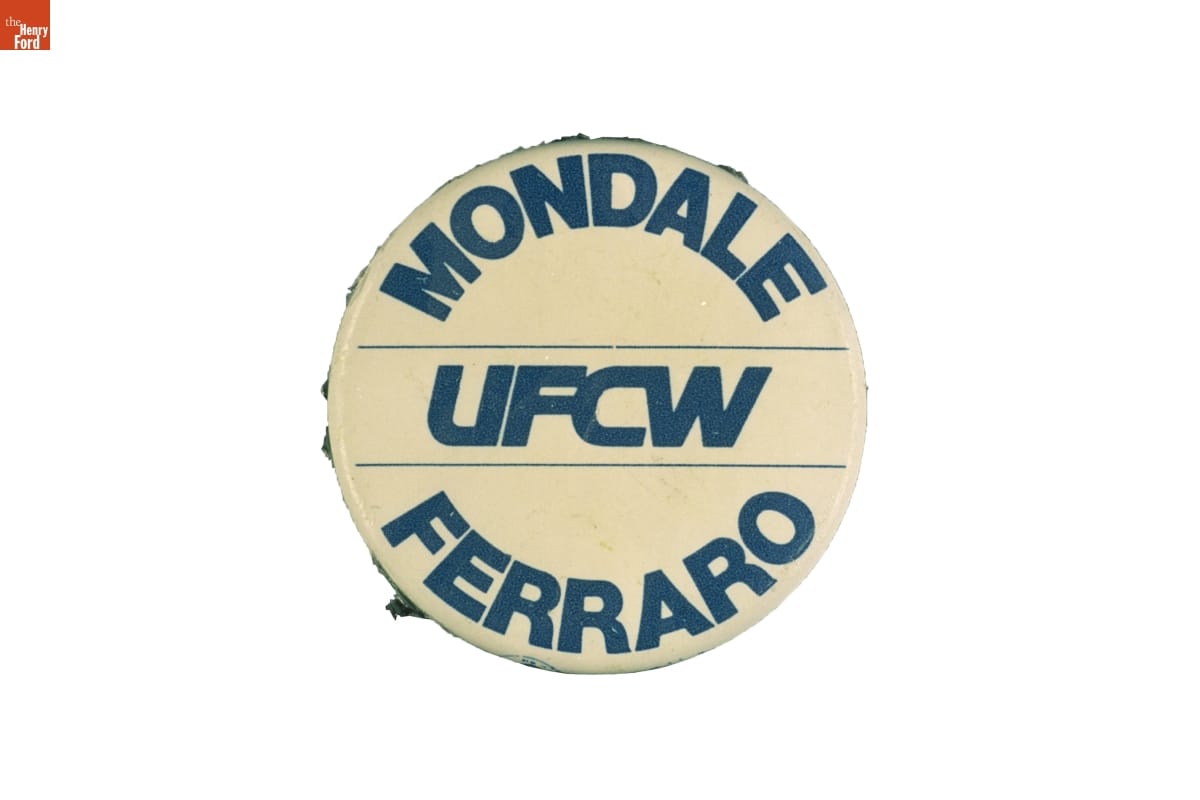 the
Henry
Ford
MONDALE
UFCW
FERRARO